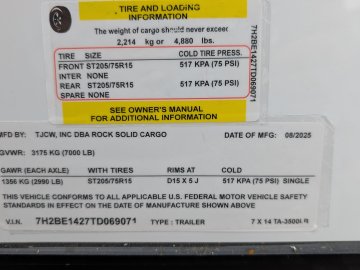 TIRE AND LOADING
INFORMATION
The weight of cargo should never exceed
2,214 kg or 4,880 lbs.
TIRE SIZE COLD TIRE PRESS.
FRONT ST205/75R15 517 KPA (75 PSI)
INTER NONE
REAR ST205/75R15 517 KPA (75 PSI)
SPARE NONE
SEE OWNER'S MANUAL
FOR ADDITIONAL INFORMATION
7H2BE1427TD069071
MFD BY: TJCW, INC DBA ROCK SOLID CARGO DATE OF MFG: 08/2025
GVWR: 3175 KG (7000 LB)
GAWR (EACH AXLE) WITH TIRES RIMS AT COLD
1356 KG (2990 LB) ST205/75R15 D15 X 5 J 517 KPA (75 PSI) SINGLE
THIS VEHICLE CONFORMS TO ALL APPLICABLE U.S. FEDERAL MOTOR VEHICLE SAFETY
STANDARDS IN EFFECT ON THE DATE OF MANUFACTURE SHOWN ABOVE
V.I.N. 7H2BE1427TD069071 TYPE: TRAILER 7 X 14 TA-3500LB